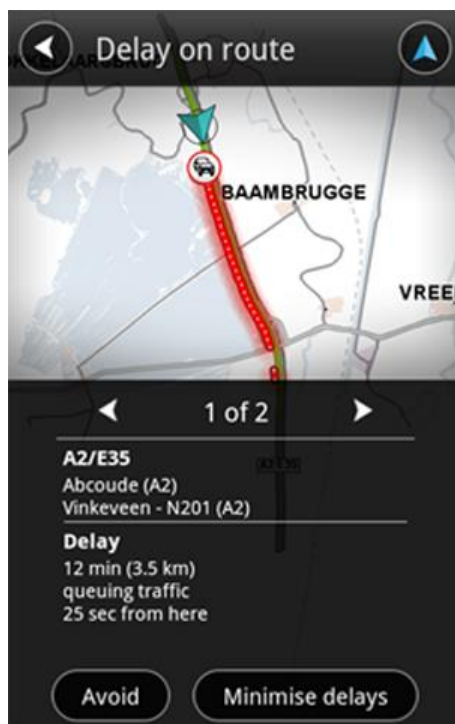 Delay on route
BAAMBRUGGE
VREE
1 of 2
A2/E35
Abcoude (A2)
Vinkeveen - N201 (A2)
Delay
12 min (3.5 km)
queuing traffic
25 sec from here
Avoid
Minimise delays